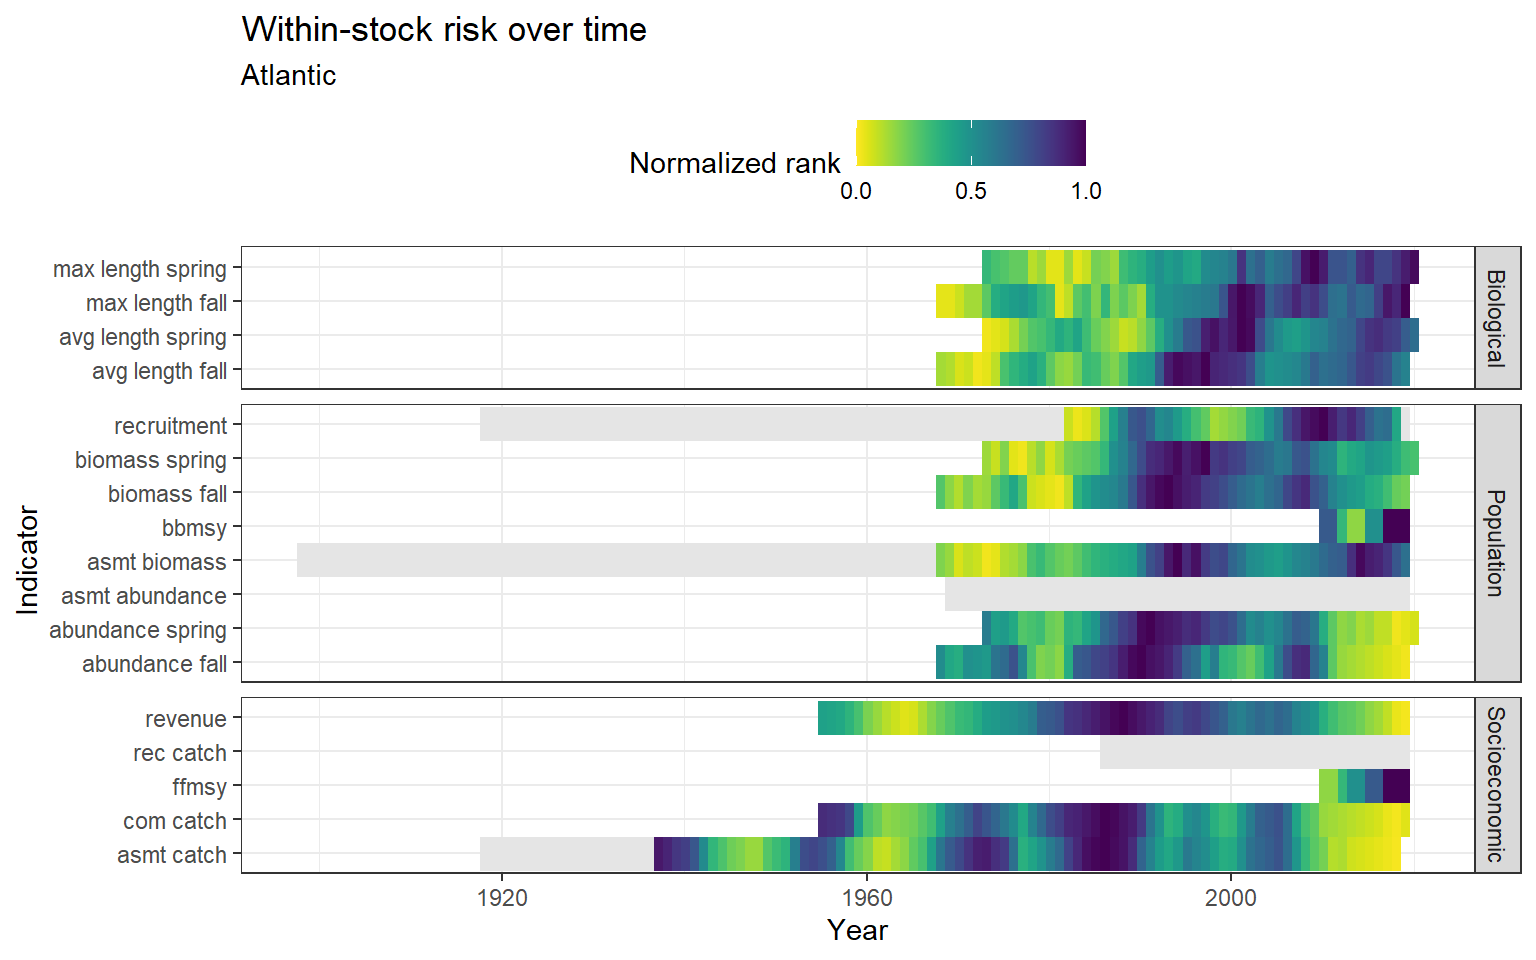 Within-stock risk over time
Atlantic
Normalized rank
0.0 0.5 1.0
max length spring
max length fall
avg length spring
avg length fall
Biological
recruitment
biomass spring
biomass fall
bbmsy
asmt biomass
asmt abundance
abundance spring
abundance fall
Population
revenue
rec catch
ffmsy
com catch
asmt catch
Socioeconomic
Indicator
1920 1960 2000
Year